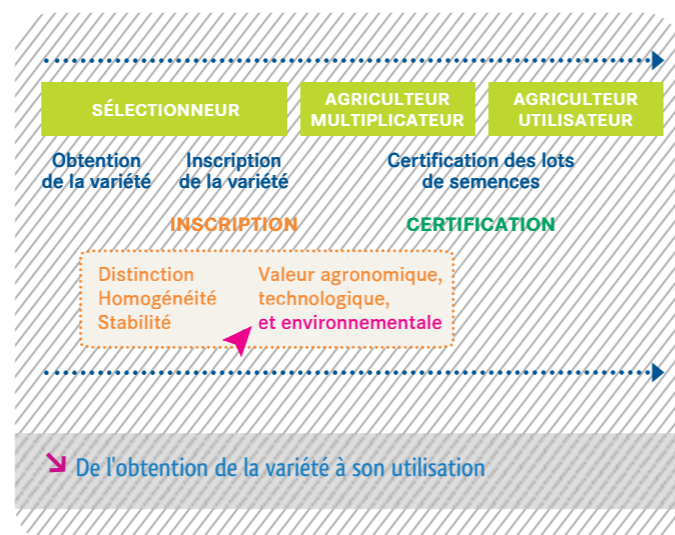 SÉLECTIONNEUR
AGRICULTEUR
MULTIPLICATEUR
AGRICULTEUR
UTILISATEUR
Obtention
de la variété
Inscription
de la variété
Certification des lots
de semences
INSCRIPTION
CERTIFICATION
Distinction
Homogénéité
Stabilité
Valeur agronomique,
technologique,
et environnementale
De l'obtention de la variété à son utilisation